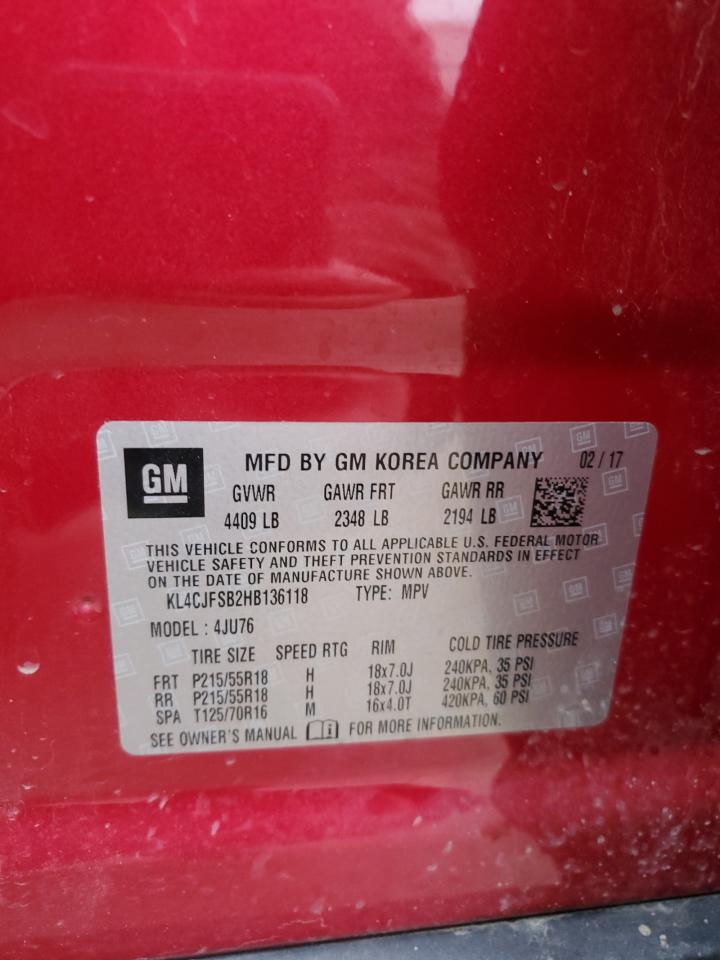 GM
MFD BY GM KOREA COMPANY 02 / 17
GVWR GAWR FRT GAWR RR
4409 LB 2348 LB 2194 LB
THIS VEHICLE CONFORMS TO ALL APPLICABLE U.S. FEDERAL MOTOR
VEHICLE SAFETY AND THEFT PREVENTION STANDARDS IN EFFECT
ON THE DATE OF MANUFACTURE SHOWN ABOVE.
KL4CJFSB2HB136118 TYPE: MPV
MODEL : 4JU76
TIRE SIZE SPEED RTG RIM COLD TIRE PRESSURE
FRT P215/55R18 H 18x7.0J 240KPA, 35 PSI
RR P215/55R18 H 18x7.0J 240KPA, 35 PSI
SPA T125/70R16 M 16x4.0T 420KPA, 60 PSI
SEE OWNER'S MANUAL i FOR MORE INFORMATION.